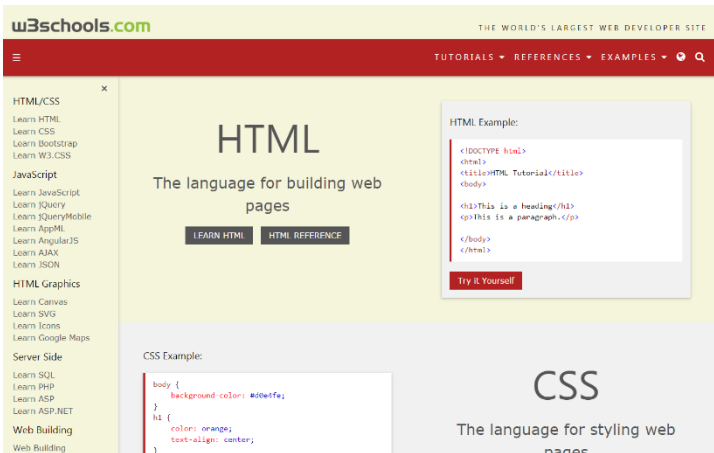 w3schools.com
THE WORLD'S LARGEST WEB DEVELOPER SITE
TUTORIALS REFERENCES EXAMPLES
×
HTML/CSS
Learn HTML
Learn CSS
Learn Bootstrap
Learn W3.CSS
JavaScript
Learn JavaScript
Learn jQuery
Learn jQueryMobile
Learn AppML
Learn AngularJS
Learn AJAX
Learn JSON
HTML Graphics
Learn Canvas
Learn SVG
Learn Icons
Learn Google Maps
Server Side
Learn SQL
Learn PHP
Learn ASP
Learn ASP.NET
Web Building
Web Building
HTML
The language for building web
pages
LEARN HTML HTML REFERENCE
HTML Example:
<!DOCTYPE html>
<html>
<title>HTML Tutorial</title>
<body>
<h1>This is a heading</h1>
<p>This is a paragraph.</p>
</body>
</html>
Try it Yourself
CSS Example:
body {
background-color: #d0e4fe;
}
h1 {
color: orange;
text-align: center;
}
CSS
The language for styling web
pages